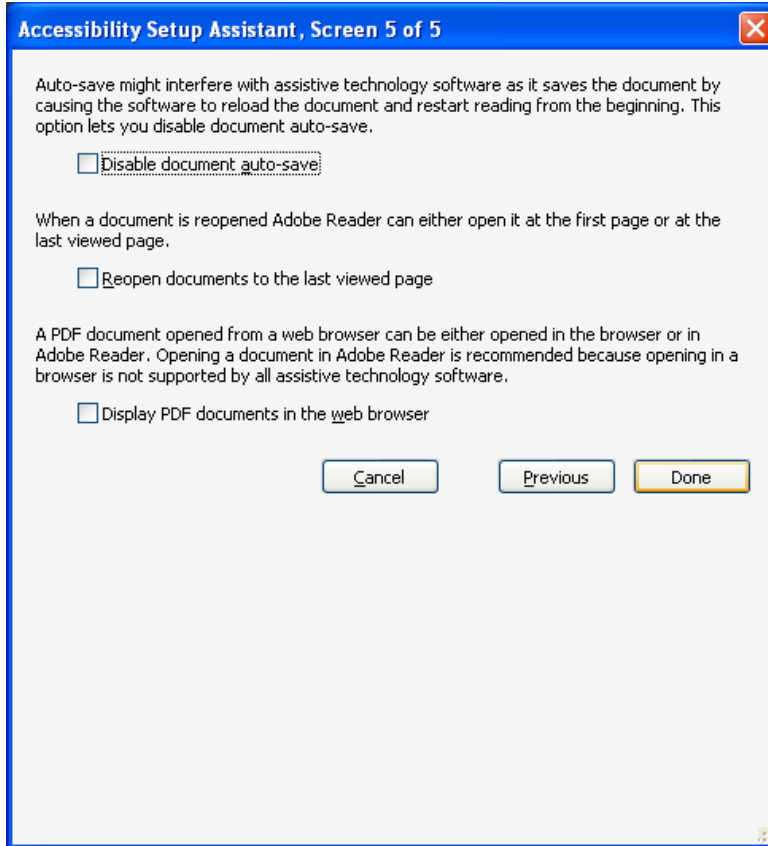 Accessibility Setup Assistant, Screen 5 of 5
Auto-save might interfere with assistive technology software as it saves the document by
causing the software to reload the document and restart reading from the beginning. This
option lets you disable document auto-save.
Disable document auto-save
When a document is reopened Adobe Reader can either open it at the first page or at the
last viewed page.
Reopen documents to the last viewed page
A PDF document opened from a web browser can be either opened in the browser or in
Adobe Reader. Opening a document in Adobe Reader is recommended because opening in a
browser is not supported by all assistive technology software.
Display PDF documents in the web browser
Cancel Previous Done